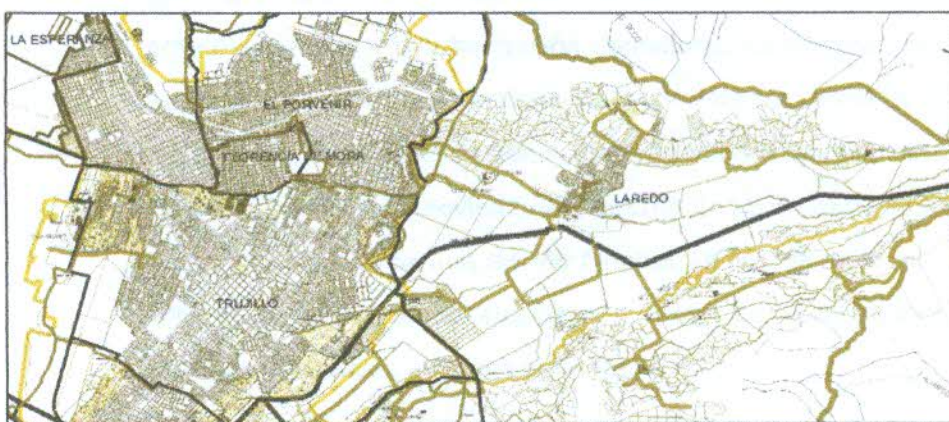 LA ESPERANZA
EL PORVENIR
FLORENCIA DE MORA
LAREDO
TRUJILLO